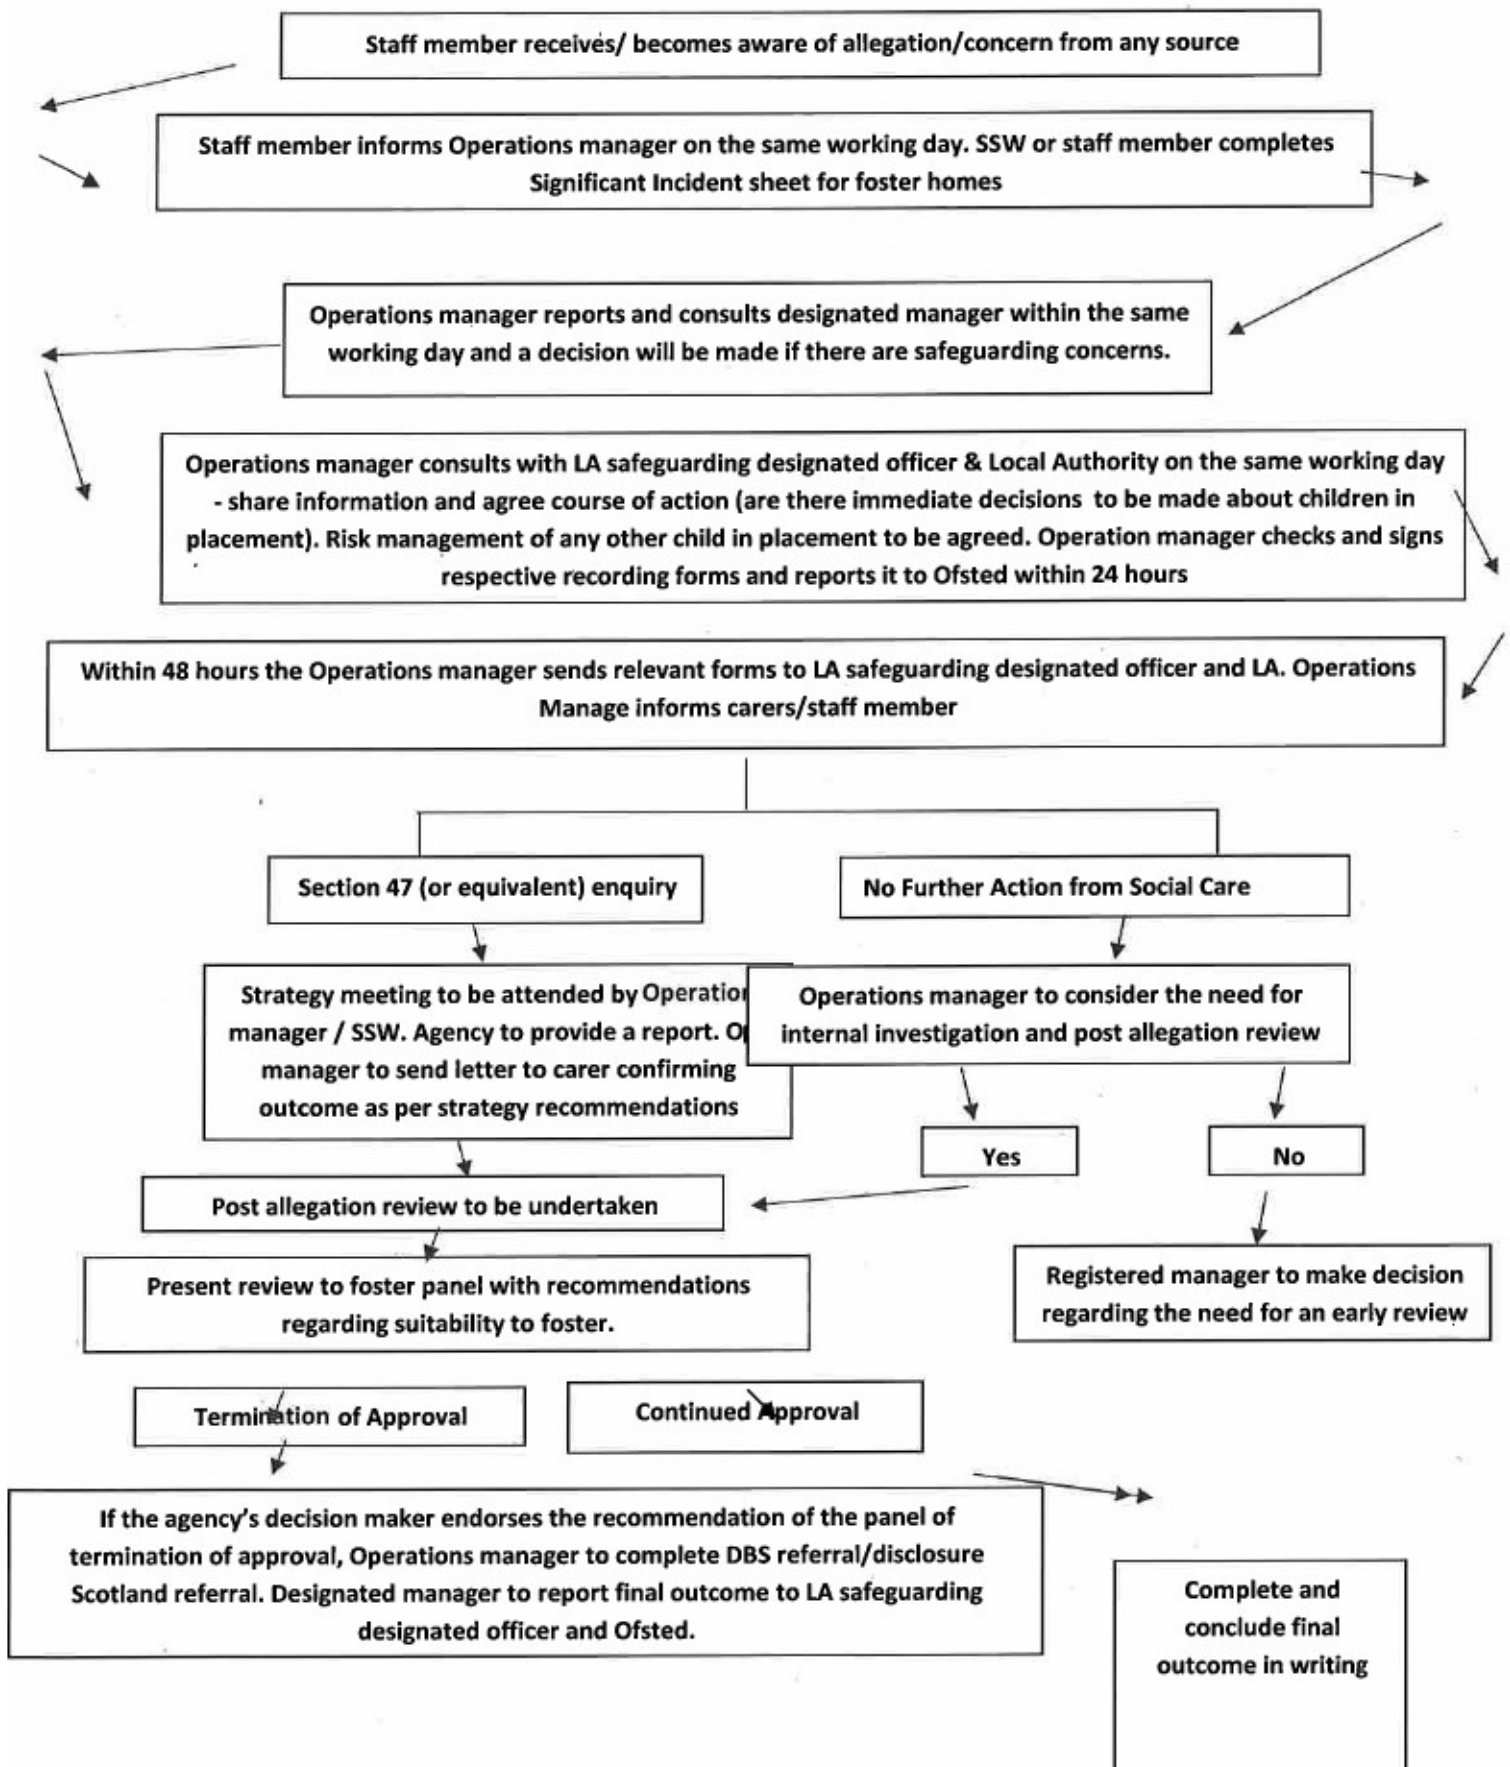 Staff member receives/ becomes aware of allegation/concern from any source
Staff member informs Operations manager on the same working day. SSW or staff member completes
Significant Incident sheet for foster homes
Operations manager reports and consults designated manager within the same
working day and a decision will be made if there are safeguarding concerns.
Operations manager consults with LA safeguarding designated officer & Local Authority on the same working day
- share information and agree course of action (are there immediate decisions to be made about children in
placement). Risk management of any other child in placement to be agreed. Operation manager checks and signs
respective recording forms and reports it to Ofsted within 24 hours
Within 48 hours the Operations manager sends relevant forms to LA safeguarding designated officer and LA. Operations
Manage informs carers/staff member
Section 47 (or equivalent) enquiry
No Further Action from Social Care
Strategy meeting to be attended by Operation
manager / SSW. Agency to provide a report.
manager to send letter to carer confirming
outcome as per strategy recommendations
Operations manager to consider the need for
internal investigation and post allegation review
Yes
No
Post allegation review to be undertaken
Present review to foster panel with recommendations
regarding suitability to foster.
Registered manager to make decision
regarding the need for an early review
Termination of Approval
Continued Approval
If the agency's decision maker endorses the recommendation of the panel of
termination of approval, Operations manager to complete DBS referral/disclosure
Scotland referral. Designated manager to report final outcome to LA safeguarding
designated officer and Ofsted.
Complete and
conclude final
outcome in writing